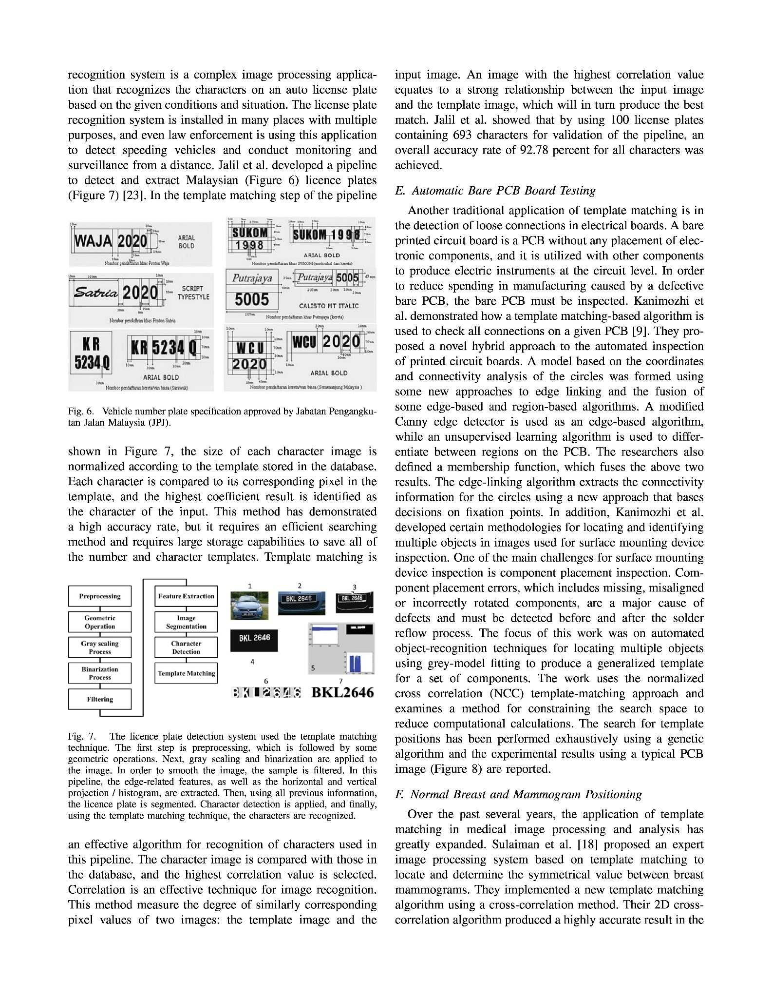 recognition system is a complex image processing applica-
tion that recognizes the characters on an auto license plate
based on the given conditions and situation. The license plate
recognition system is installed in many places with multiple
purposes, and even law enforcement is using this application
to detect speeding vehicles and conduct monitoring and
surveillance from a distance. Jalil et al. developed a pipeline
to detect and extract Malaysian (Figure 6) licence plates
(Figure 7) [23]. In the template matching step of the pipeline
WAJA 2020
ARIAL
BOLD
Nombor pendaftaran khas Proton Waja
Satria 2020
SCRIPT
TYPESTYLE
Nombor pendaftran khas Proton Satria
KR
5234Q
KR 5234 Q
ARIAL BOLD
Nombor pendaftaran kereta/van biasa (Sarawak)
SUKOM
1998
SUKOM 1998
ARIAL BOLD
Nombor pendaftaran khas SUKOM (motosikal dan kereta)
Putrajaya
5005
Putrajaya 5005
CALISTO MT ITALIC
Nombor pendaftaran khas Putrajaya (kereta)
WCU
2020
WCU 2020
ARIAL BOLD
Nombor pendaftaran kereta/van biasa (Semenanjung Malaysia )
Fig. 6. Vehicle number plate specification approved by Jabatan Pengangku-
tan Jalan Malaysia (JPJ).
shown in Figure 7, the size of each character image is
normalized according to the template stored in the database.
Each character is compared to its corresponding pixel in the
template, and the highest coefficient result is identified as
the character of the input. This method has demonstrated
a high accuracy rate, but it requires an efficient searching
method and requires large storage capabilities to save all of
the number and character templates. Template matching is
Preprocessing
Geometric
Operation
Gray scaling
Process
Binarization
Process
Filtering
Feature Extraction
Image
Segmentation
Character
Detection
Template Matching
1
2
3
BKL 2646
BKL 2646
BKL 2646
4
5
6
7
BKL2646
BKL2646
Fig. 7. The licence plate detection system used the template matching
technique. The first step is preprocessing, which is followed by some
geometric operations. Next, gray scaling and binarization are applied to
the image. In order to smooth the image, the sample is filtered. In this
pipeline, the edge-related features, as well as the horizontal and vertical
projection / histogram, are extracted. Then, using all previous information,
the licence plate is segmented. Character detection is applied, and finally,
using the template matching technique, the characters are recognized.
an effective algorithm for recognition of characters used in
this pipeline. The character image is compared with those in
the database, and the highest correlation value is selected.
Correlation is an effective technique for image recognition.
This method measure the degree of similarly corresponding
pixel values of two images: the template image and the
input image. An image with the highest correlation value
equates to a strong relationship between the input image
and the template image, which will in turn produce the best
match. Jalil et al. showed that by using 100 license plates
containing 693 characters for validation of the pipeline, an
overall accuracy rate of 92.78 percent for all characters was
achieved.
E. Automatic Bare PCB Board Testing
Another traditional application of template matching is in
the detection of loose connections in electrical boards. A bare
printed circuit board is a PCB without any placement of elec-
tronic components, and it is utilized with other components
to produce electric instruments at the circuit level. In order
to reduce spending in manufacturing caused by a defective
bare PCB, the bare PCB must be inspected. Kanimozhi et
al. demonstrated how a template matching-based algorithm is
used to check all connections on a given PCB [9]. They pro-
posed a novel hybrid approach to the automated inspection
of printed circuit boards. A model based on the coordinates
and connectivity analysis of the circles was formed using
some new approaches to edge linking and the fusion of
some edge-based and region-based algorithms. A modified
Canny edge detector is used as an edge-based algorithm,
while an unsupervised learning algorithm is used to differ-
entiate between regions on the PCB. The researchers also
defined a membership function, which fuses the above two
results. The edge-linking algorithm extracts the connectivity
information for the circles using a new approach that bases
decisions on fixation points. In addition, Kanimozhi et al.
developed certain methodologies for locating and identifying
multiple objects in images used for surface mounting device
inspection. One of the main challenges for surface mounting
device inspection is component placement inspection. Com-
ponent placement errors, which includes missing, misaligned
or incorrectly rotated components, are a major cause of
defects and must be detected before and after the solder
reflow process. The focus of this work was on automated
object-recognition techniques for locating multiple objects
using grey-model fitting to produce a generalized template
for a set of components. The work uses the normalized
cross correlation (NCC) template-matching approach and
examines a method for constraining the search space to
reduce computational calculations. The search for template
positions has been performed exhaustively using a genetic
algorithm and the experimental results using a typical PCB
image (Figure 8) are reported.
F. Normal Breast and Mammogram Positioning
Over the past several years, the application of template
matching in medical image processing and analysis has
greatly expanded. Sulaiman et al. [18] proposed an expert
image processing system based on template matching to
locate and determine the symmetrical value between breast
mammograms. They implemented a new template matching
algorithm using a cross-correlation method. Their 2D cross-
correlation algorithm produced a highly accurate result in the